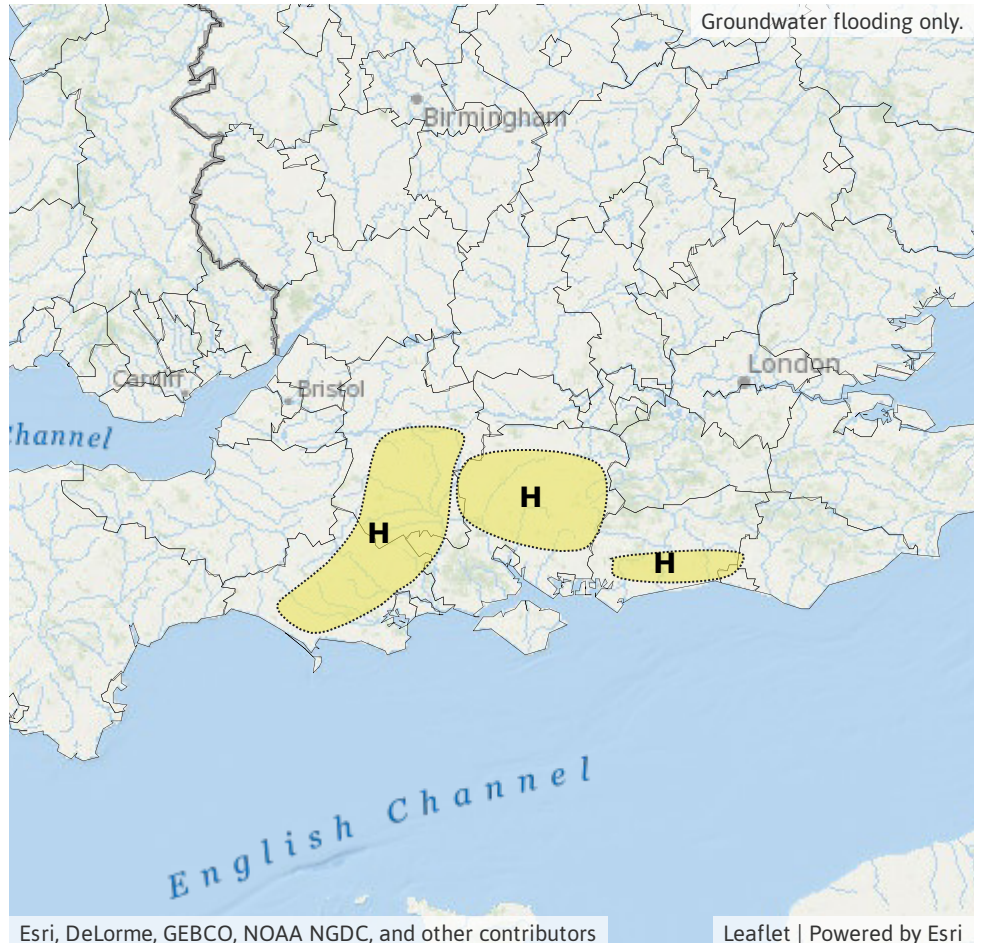 Groundwater flooding only.
Birmingham
London
Cardiff
Bristol
Channel
H
H
H
English Channel
Esri, DeLorme, GEBCO, NOAA NGDC, and other contributors
Leaflet | Powered by Esri